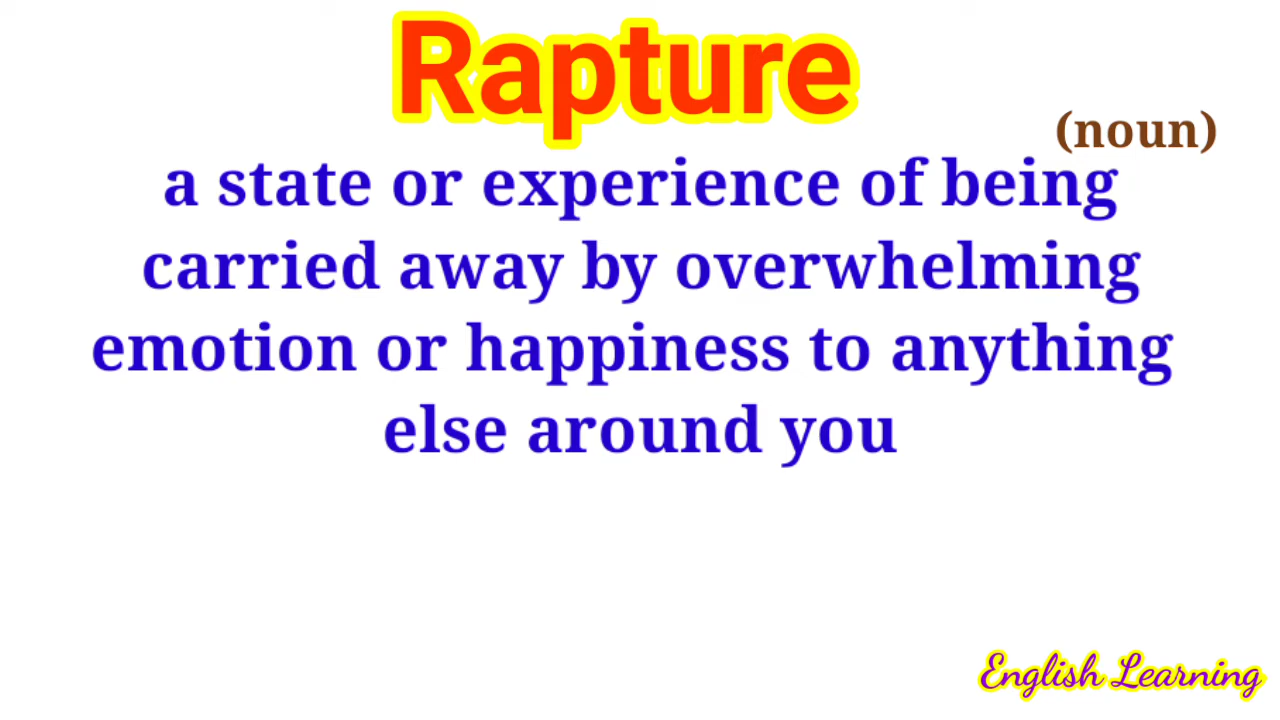 Rapture
(noun)
a state or experience of being
carried away by overwhelming
emotion or happiness to anything
else around you
English Learning